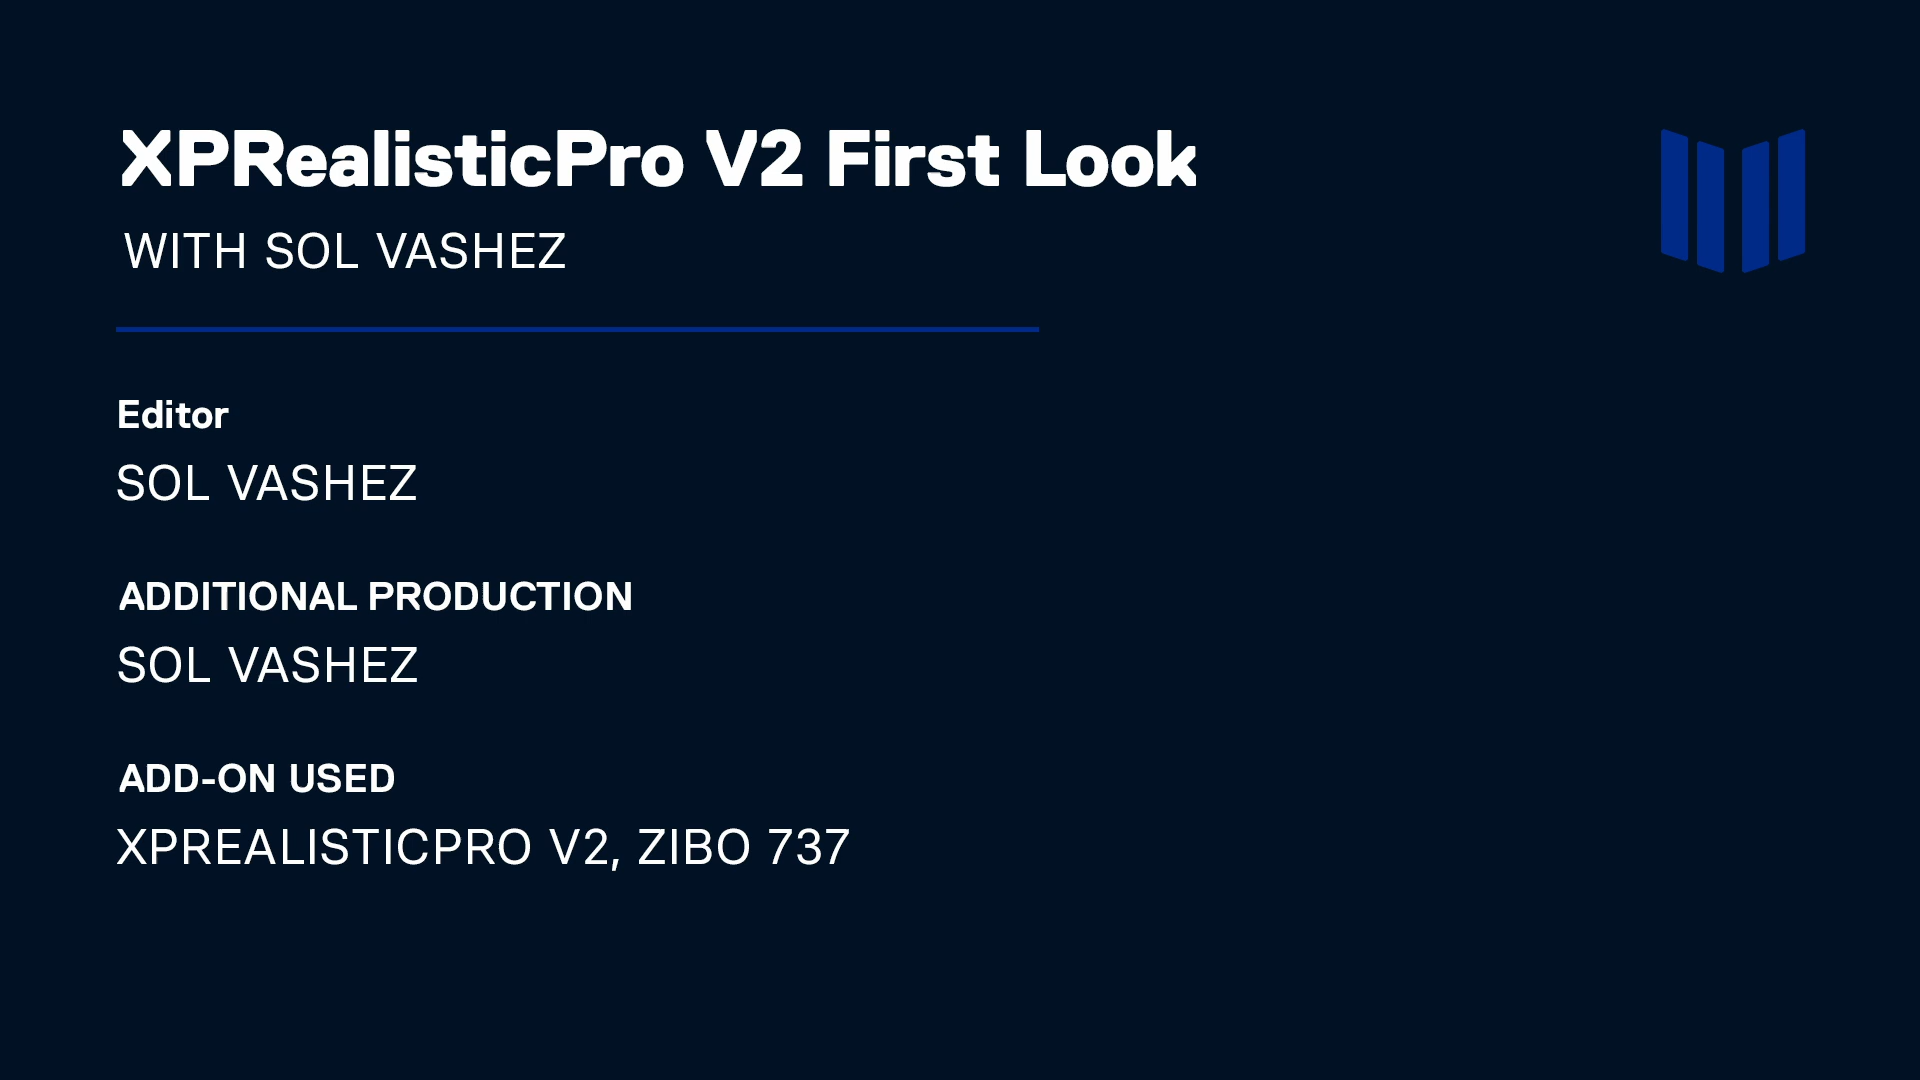 XPRealisticPro V2 First Look
WITH SOL VASHEZ
Editor
SOL VASHEZ
ADDITIONAL PRODUCTION
SOL VASHEZ
ADD-ON USED
XPREALISTICPRO V2, ZIBO 737